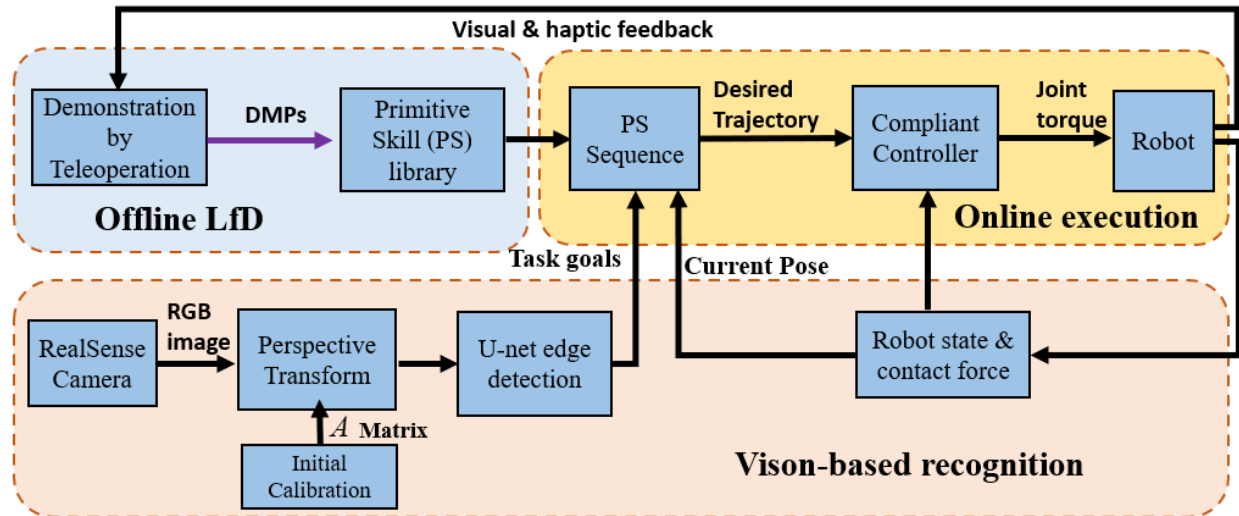 Visual & haptic feedback
Demonstration
by
Teleoperation
DMPs
Primitive
Skill (PS)
library
Offline LfD
PS
Sequence
Desired
Trajectory
Compliant
Controller
Joint
torque
Robot
Online execution
Task goals
Current Pose
RealSense
Camera
RGB
image
Perspective
Transform
U-net edge
detection
Robot state &
contact force
A Matrix
Initial
Calibration
Vison-based recognition